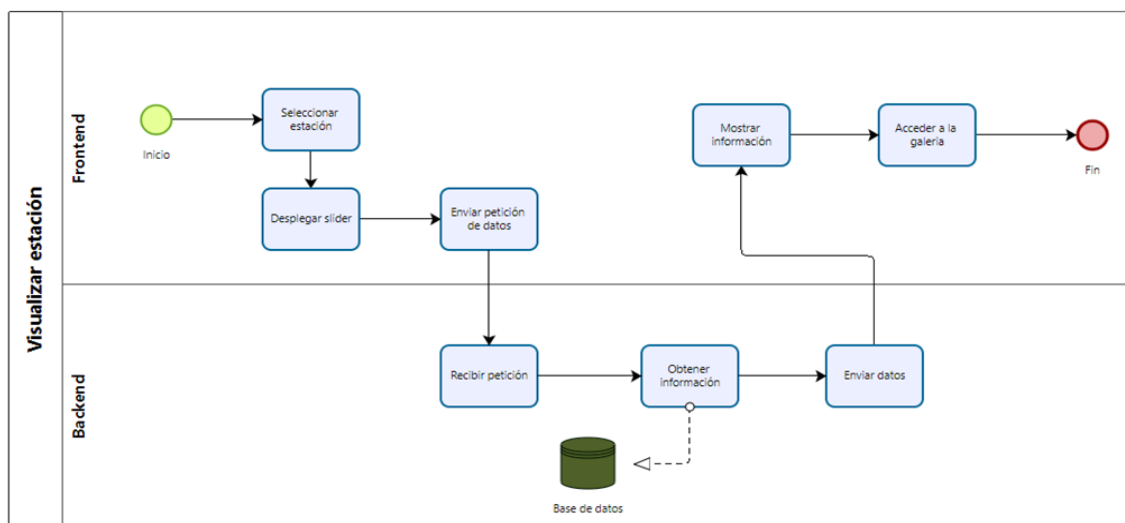 Visualizar estación
Frontend
Inicio
Seleccionar
estación
Desplegar slider
Enviar petición
de datos
Mostrar
información
Acceder a la
galería
Fin
Backend
Recibir petición
Obtener
información
Enviar datos
Base de datos